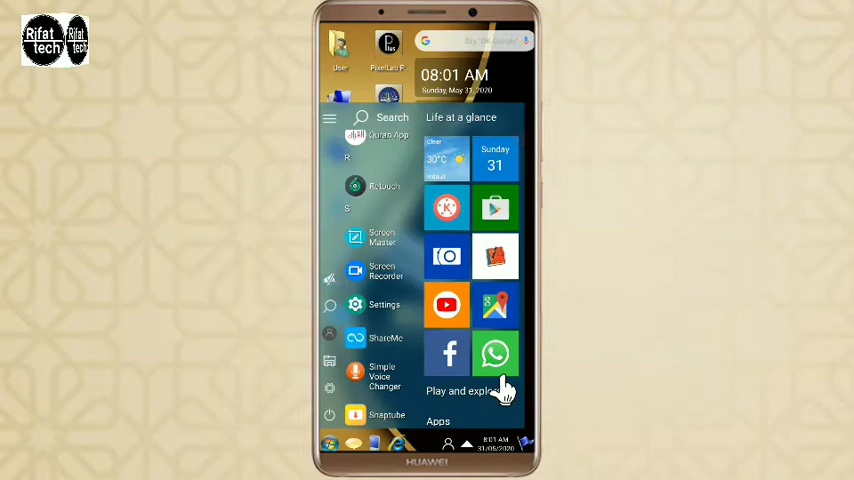 Rifat
tech
Rifat
tech
Say "OK Google"
User
PixelLab P..
Plus
08:01 AM
Sunday, May 31, 2020
Search
Quran App
R
Retouch
S
Screen
Master
Screen
Recorder
Settings
ShareMe
Simple
Voice
Changer
Snaptube
Life at a glance
Clear
30°C
Sunday
31
K
Play and explo
Apps
8:01 AM
31/05/2020
HUAWEI